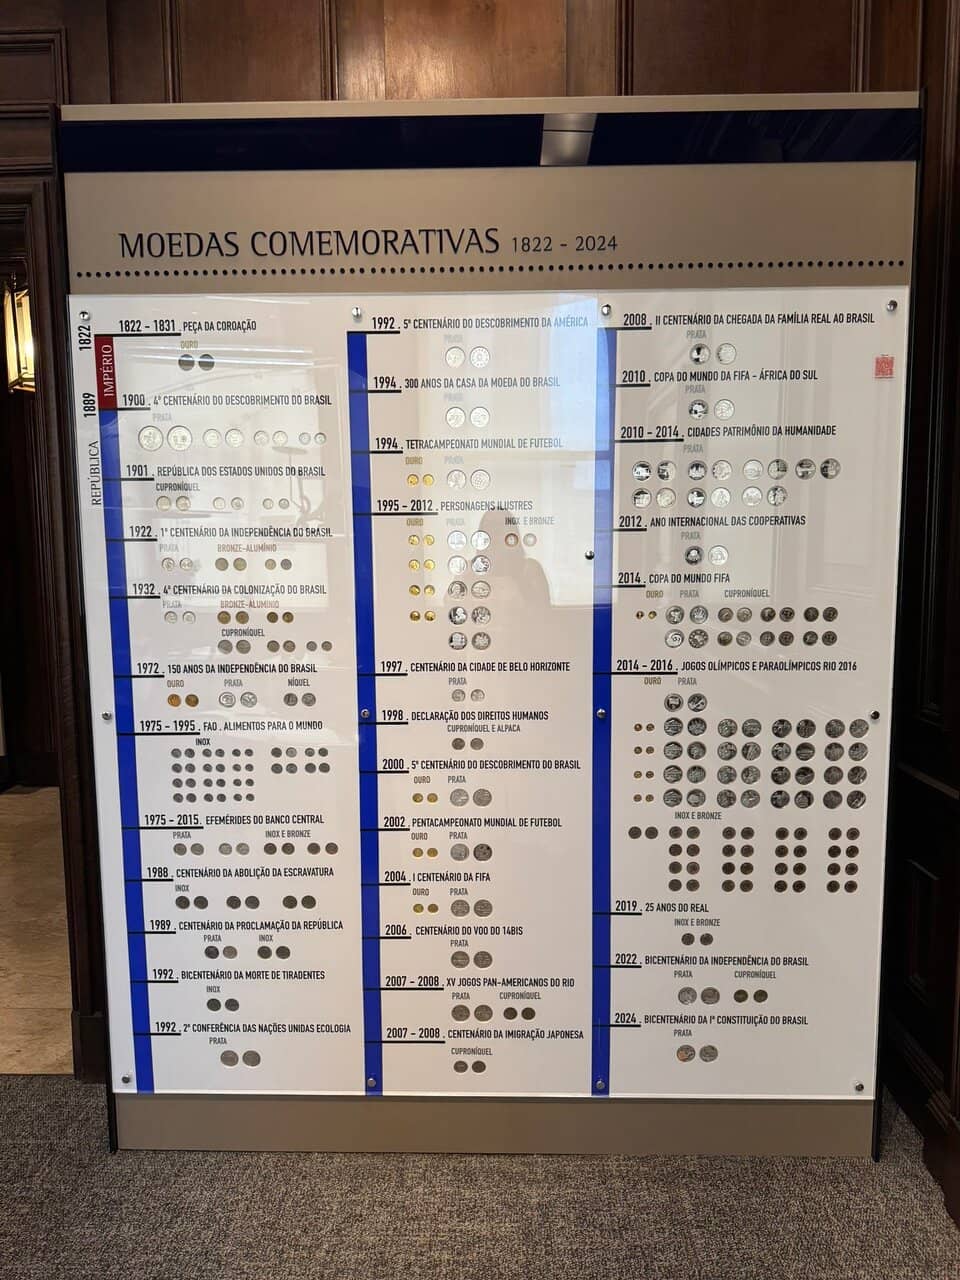 MOEDAS COMEMORATIVAS 1822 - 2024
1822
IMPÉRIO
1889
REPÚBLICA
1822 - 1831 . PEÇA DA COROAÇÃO
OURO
1900 . 4º CENTENÁRIO DO DESCOBRIMENTO DO BRASIL
PRATA
1901 . REPÚBLICA DOS ESTADOS UNIDOS DO BRASIL
CUPRONÍQUEL
1922 . 1º CENTENÁRIO DA INDEPENDÊNCIA DO BRASIL
PRATA BRONZE-ALUMÍNIO
1932 . 4º CENTENÁRIO DA COLONIZAÇÃO DO BRASIL
PRATA BRONZE-ALUMÍNIO
CUPRONÍQUEL
1972 . 150 ANOS DA INDEPENDÊNCIA DO BRASIL
OURO PRATA NÍQUEL
1975 - 1995 . FAO . ALIMENTOS PARA O MUNDO
INOX
1975 - 2015 . EFEMÉRIDES DO BANCO CENTRAL
PRATA INOX E BRONZE
1988 . CENTENÁRIO DA ABOLIÇÃO DA ESCRAVATURA
INOX
1989 . CENTENÁRIO DA PROCLAMAÇÃO DA REPÚBLICA
PRATA INOX
1992 . BICENTENÁRIO DA MORTE DE TIRADENTES
INOX
1992 . 2ª CONFERÊNCIA DAS NAÇÕES UNIDAS ECOLOGIA
PRATA
1992 . 5º CENTENÁRIO DO DESCOBRIMENTO DA AMÉRICA
PRATA
1994 . 300 ANOS DA CASA DA MOEDA DO BRASIL
PRATA
1994 . TETRACAMPEONATO MUNDIAL DE FUTEBOL
OURO PRATA
1995 - 2012 . PERSONAGENS ILUSTRES
OURO PRATA INOX E BRONZE
1997 . CENTENÁRIO DA CIDADE DE BELO HORIZONTE
PRATA
1998 . DECLARAÇÃO DOS DIREITOS HUMANOS
CUPRONÍQUEL E ALPACA
2000 . 5º CENTENÁRIO DO DESCOBRIMENTO DO BRASIL
OURO PRATA
2002 . PENTACAMPEONATO MUNDIAL DE FUTEBOL
OURO PRATA
2004 . I CENTENÁRIO DA FIFA
OURO PRATA
2006 . CENTENÁRIO DO VOO DO 14BIS
PRATA
2007 - 2008 . XV JOGOS PAN-AMERICANOS DO RIO
PRATA CUPRONÍQUEL
2007 - 2008 . CENTENÁRIO DA IMIGRAÇÃO JAPONESA
CUPRONÍQUEL
2008 . II CENTENÁRIO DA CHEGADA DA FAMÍLIA REAL AO BRASIL
PRATA
2010 . COPA DO MUNDO DA FIFA - ÁFRICA DO SUL
PRATA
2010 - 2014 . CIDADES PATRIMÔNIO DA HUMANIDADE
PRATA
2012 . ANO INTERNACIONAL DAS COOPERATIVAS
PRATA
2014 . COPA DO MUNDO FIFA
OURO PRATA CUPRONÍQUEL
2014 - 2016 . JOGOS OLÍMPICOS E PARAOLÍMPICOS RIO 2016
OURO PRATA
INOX E BRONZE
2019 . 25 ANOS DO REAL
INOX E BRONZE
2022 . BICENTENÁRIO DA INDEPENDÊNCIA DO BRASIL
PRATA CUPRONÍQUEL
2024 . BICENTENÁRIO DA Iª CONSTITUIÇÃO DO BRASIL
PRATA